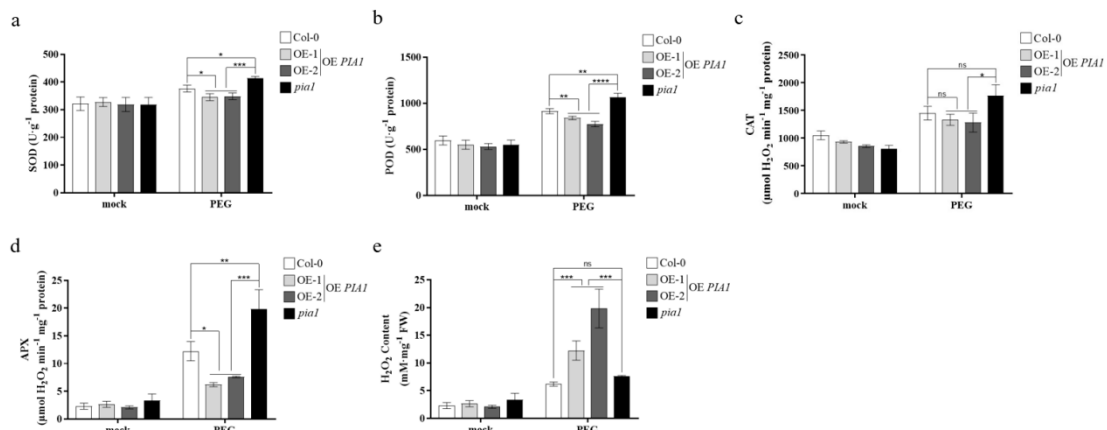 a
SOD (U·g⁻¹ protein)
500
400
300
200
100
0
mock
PEG
*
*
***
Col-0
OE-1
OE-2
OE PIA1
pia1
b
POD (U·g⁻¹ protein)
1500
1000
500
0
mock
PEG
**
**
****
Col-0
OE-1
OE-2
OE PIA1
pia1
c
CAT
(μmol H₂O₂ min⁻¹ mg⁻¹ protein)
2500
2000
1500
1000
500
0
mock
PEG
ns
ns
*
Col-0
OE-1
OE-2
OE PIA1
pia1
d
APX
(μmol H₂O₂ min⁻¹ mg⁻¹ protein)
25
20
15
10
5
0
mock
PEG
**
***
*
Col-0
OE-1
OE-2
OE PIA1
pia1
e
H₂O₂ Content
(mM·mg⁻¹ FW)
25
20
15
10
5
0
mock
PEG
ns
***
***
Col-0
OE-1
OE-2
OE PIA1
pia1